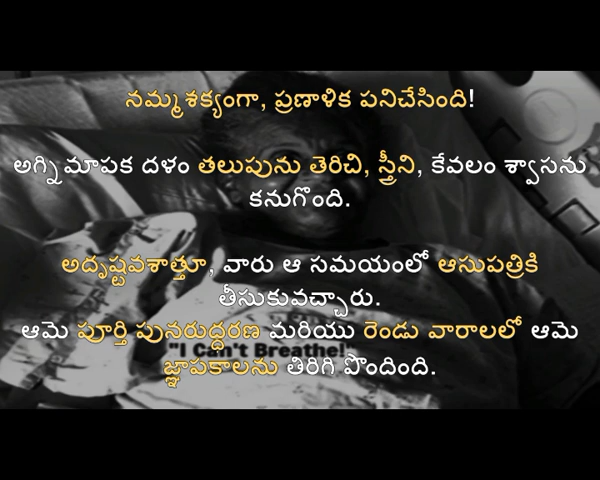 నమ్మశక్యంగా, ప్రణాళిక పనిచేసింది!
అగ్నిమాపక దళం తలుపును తెరిచి, స్త్రీని, కేవలం శ్వాసను
కనుగొంది.
అదృష్టవశాత్తూ, వారు ఆ సమయంలో ఆసుపత్రికి
తీసుకువచ్చారు.
ఆమె పూర్తి పునరుద్ధరణ మరియు రెండు వారాలలో ఆమె
"I Can't Breathe!"
జ్ఞాపకాలను తిరిగి పొందింది.